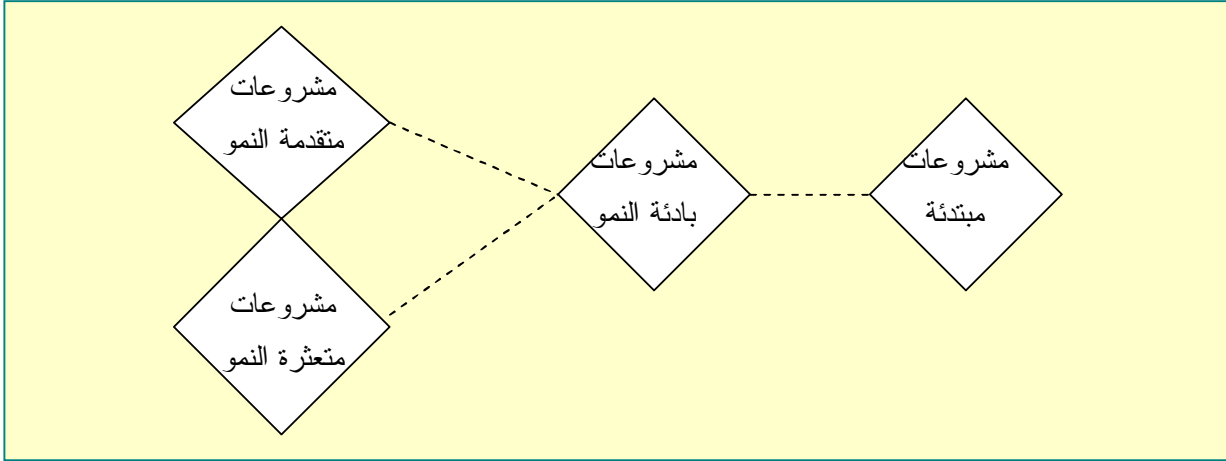 مشروعات
مبتدئة
مشروعات
بادئة النمو
مشروعات
متقدمة النمو
مشروعات
متعثرة النمو